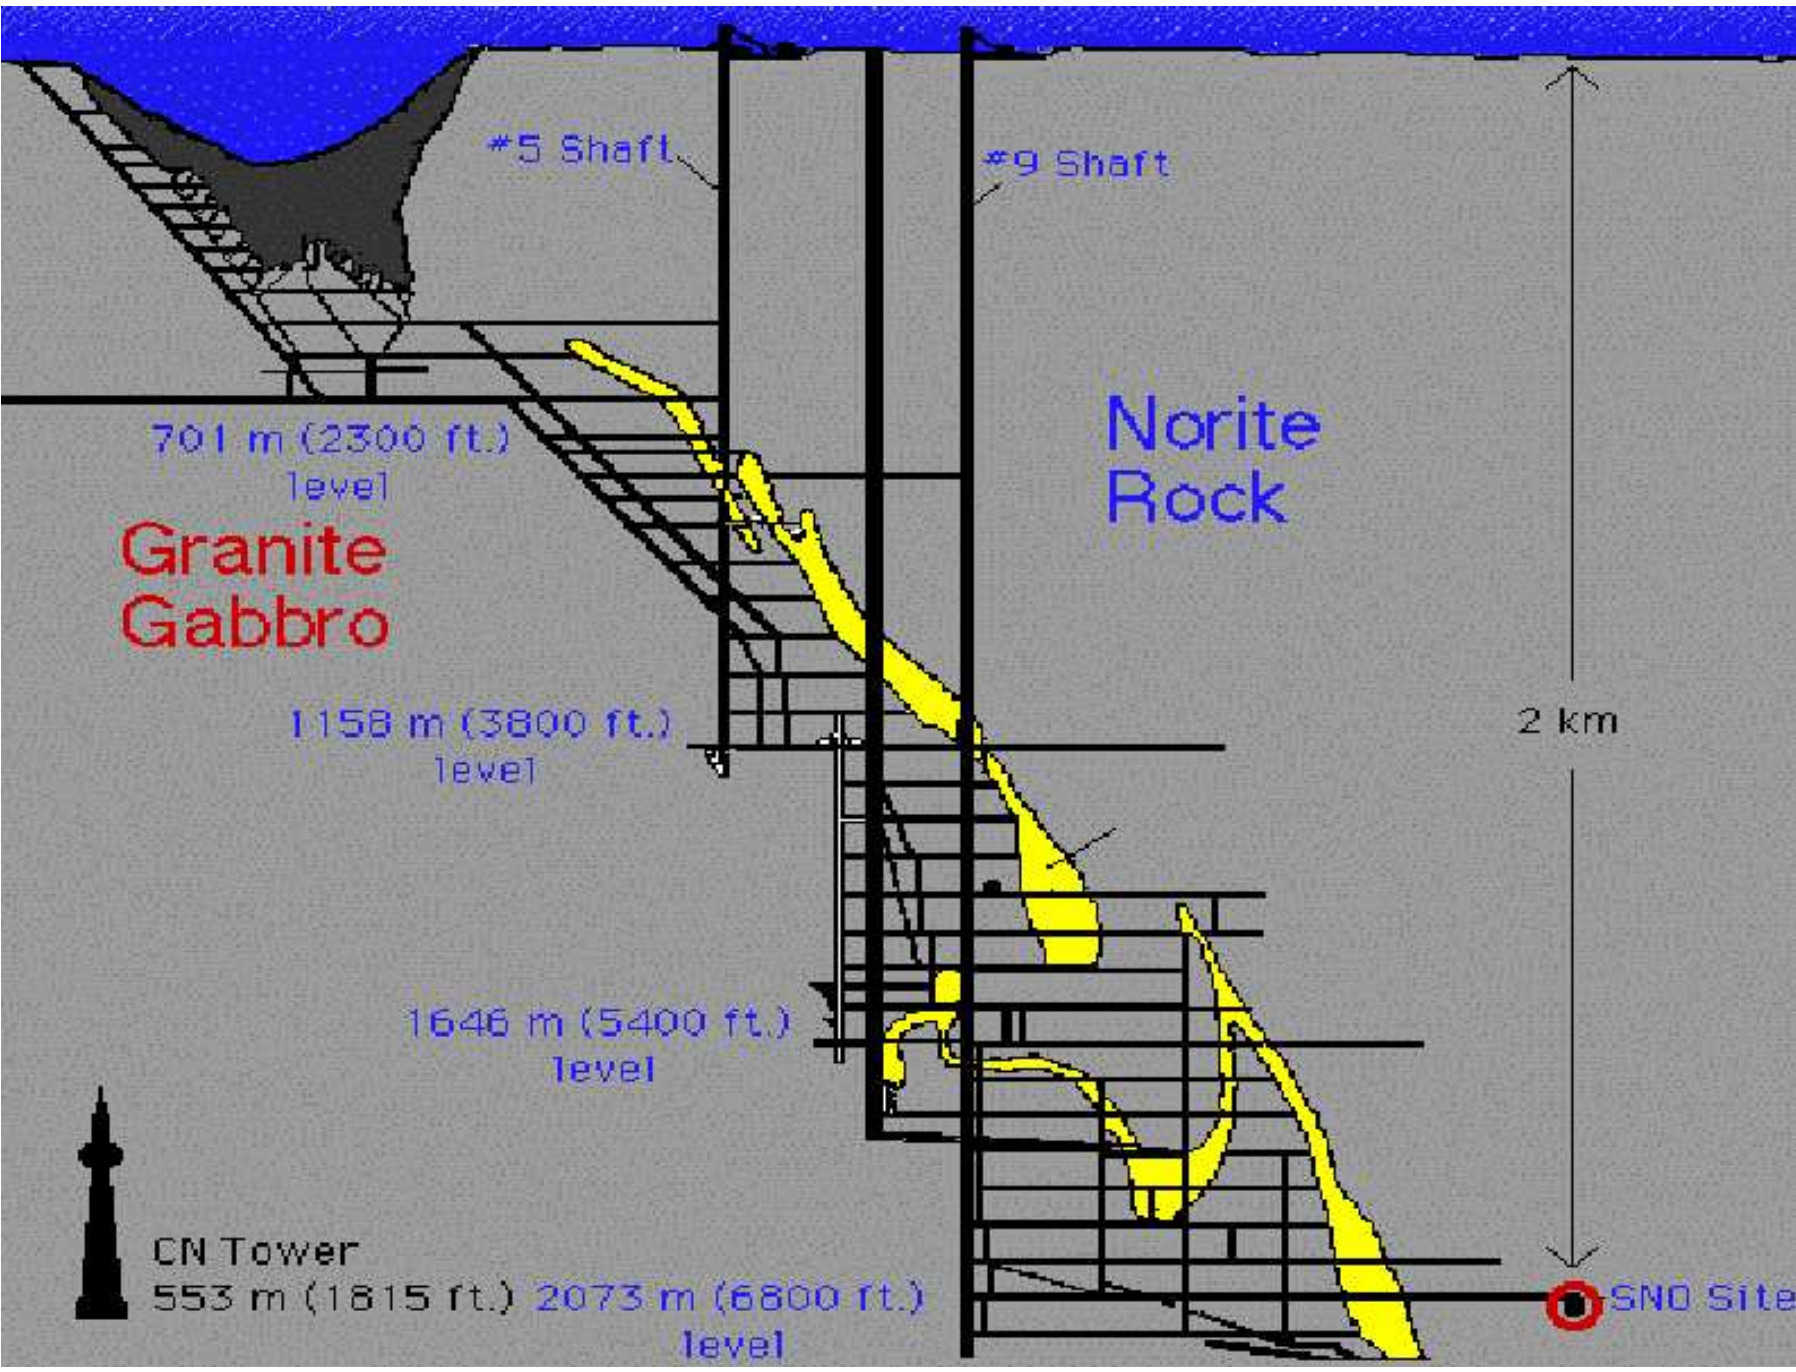 #5 Shaft
#9 Shaft
Norite
Rock
701 m (2300 ft.)
level
Granite
Gabbro
1158 m (3800 ft.)
level
2 km
1646 m (5400 ft.)
level
CN Tower
553 m (1815 ft.)
2073 m (6800 ft.)
level
SNO Site